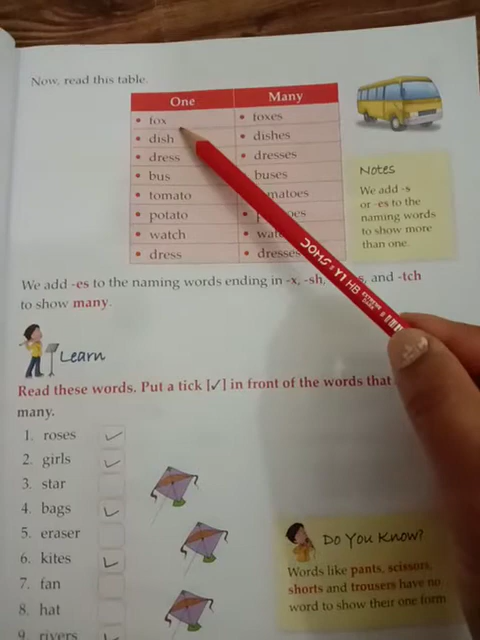 Now, read this table.
One Many
• fox • foxes
• dish • dishes
• dress • dresses
• bus buses
• tomato
• potato •
• watch •
• dress • dresses
Notes
We add -s
or -es to the
naming words
to show more
than one.
We add -es to the naming words ending in -x, -sh, and -tch
to show many.
Learn
Read these words. Put a tick [✓] in front of the words that
many.
1. roses ✓
2. girls ✓
3. star
4. bags ✓
5. eraser
6. kites ✓
7. fan
8. hat
9. rivers
Do You Know?
Words like pants, scissors,
shorts and trousers have no
word to show their one form
DOMS Y1 HB EXTREME DARK